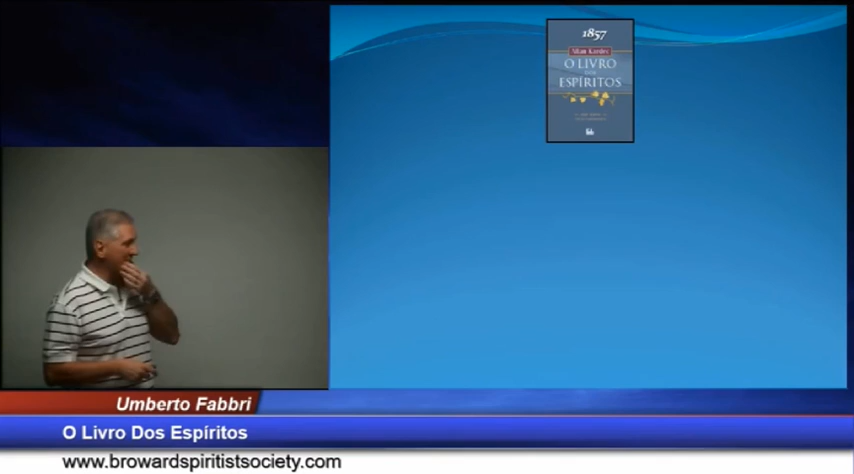 1857
Allan Kardec
O LIVRO
DOS
ESPÍRITOS
Umberto Fabbri
O Livro Dos Espíritos
www.browardspiritistsociety.com